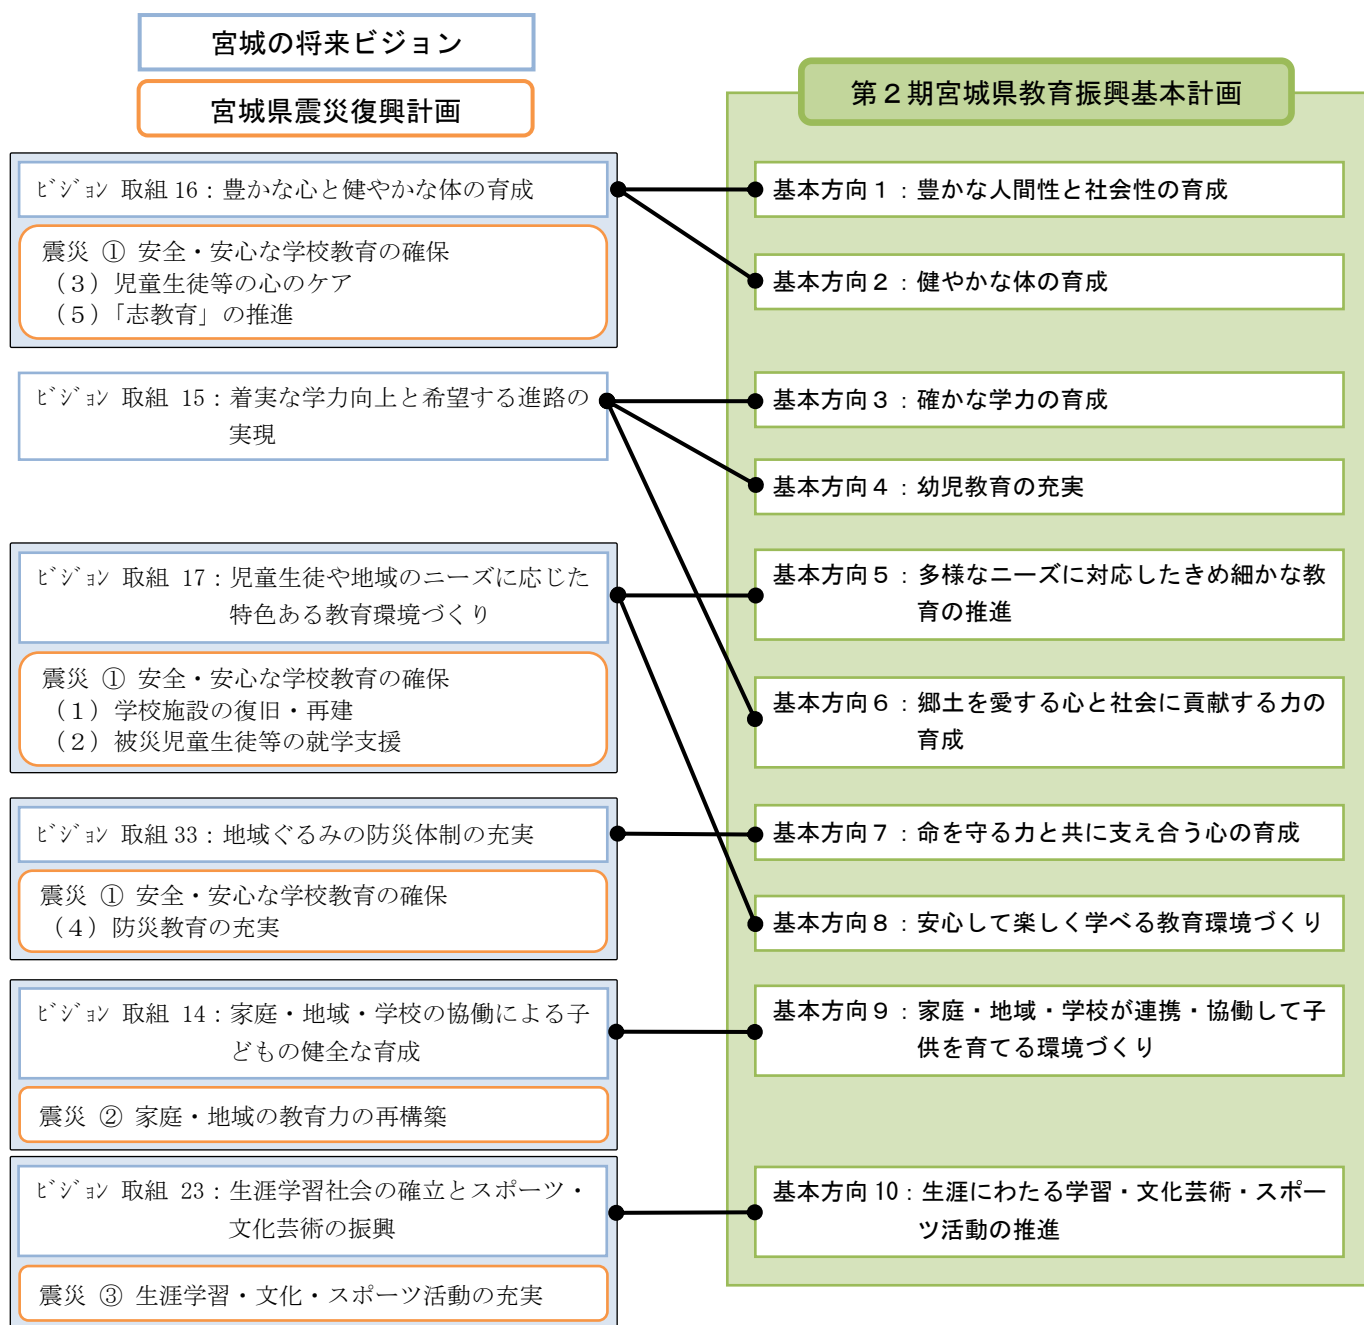 宮城の将来ビジョン
宮城県震災復興計画
ﾋﾞｼﾞｮﾝ 取組 16：豊かな心と健やかな体の育成
震災 ① 安全・安心な学校教育の確保
（３）児童生徒等の心のケア
（５）「志教育」の推進
ﾋﾞｼﾞｮﾝ 取組 15：着実な学力向上と希望する進路の
実現
ﾋﾞｼﾞｮﾝ 取組 17：児童生徒や地域のニーズに応じた
特色ある教育環境づくり
震災 ① 安全・安心な学校教育の確保
（１）学校施設の復旧・再建
（２）被災児童生徒等の就学支援
ﾋﾞｼﾞｮﾝ 取組 33：地域ぐるみの防災体制の充実
震災 ① 安全・安心な学校教育の確保
（４）防災教育の充実
ﾋﾞｼﾞｮﾝ 取組 14：家庭・地域・学校の協働による子
どもの健全な育成
震災 ② 家庭・地域の教育力の再構築
ﾋﾞｼﾞｮﾝ 取組 23：生涯学習社会の確立とスポーツ・
文化芸術の振興
震災 ③ 生涯学習・文化・スポーツ活動の充実
第２期宮城県教育振興基本計画
基本方向１：豊かな人間性と社会性の育成
基本方向２：健やかな体の育成
基本方向３：確かな学力の育成
基本方向４：幼児教育の充実
基本方向５：多様なニーズに対応したきめ細かな教
育の推進
基本方向６：郷土を愛する心と社会に貢献する力の
育成
基本方向７：命を守る力と共に支え合う心の育成
基本方向８：安心して楽しく学べる教育環境づくり
基本方向９：家庭・地域・学校が連携・協働して子
供を育てる環境づくり
基本方向 10：生涯にわたる学習・文化芸術・スポー
ツ活動の推進